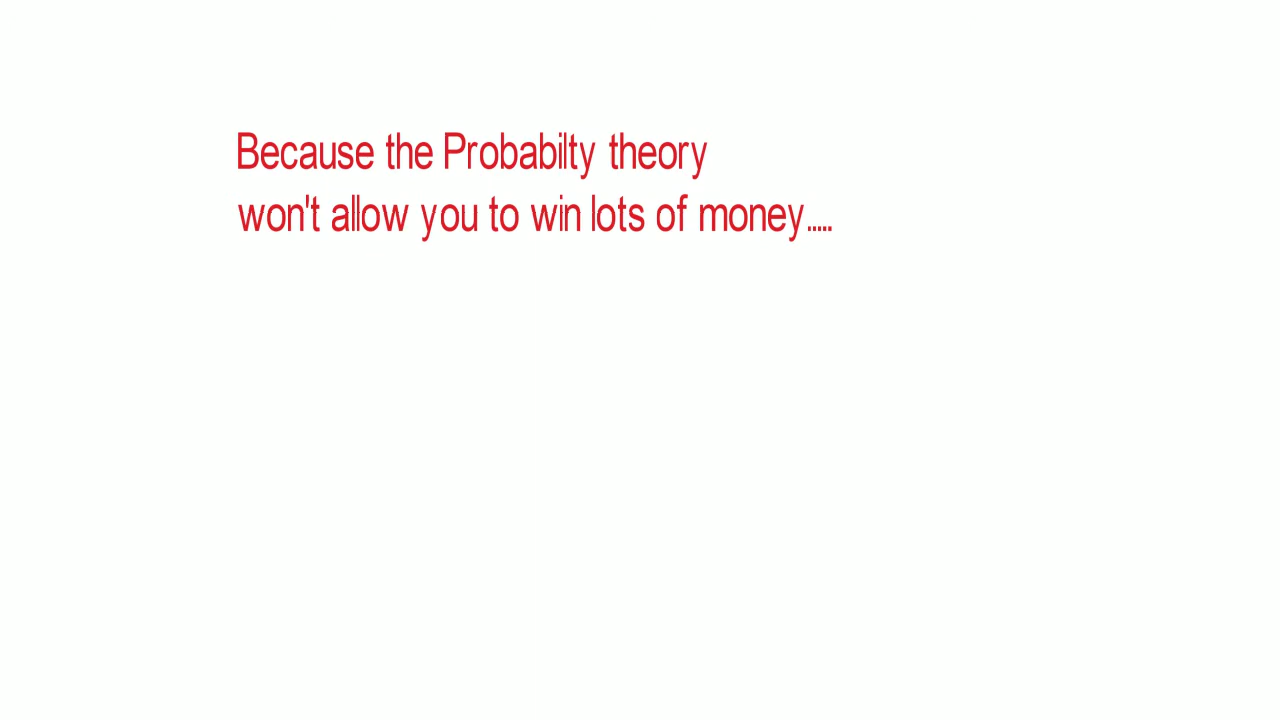 Because the Probabilty theory
won't allow you to win lots of money.....